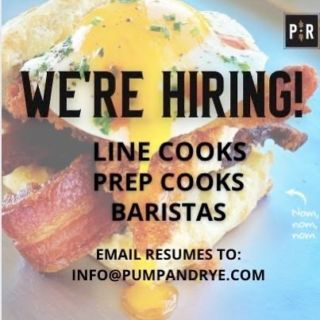 P R
WE'RE HIRING!
LINE COOKS
PREP COOKS
BARISTAS
Nom,
nom,
nom
EMAIL RESUMES TO:
INFO@PUMPANDRYE.COM